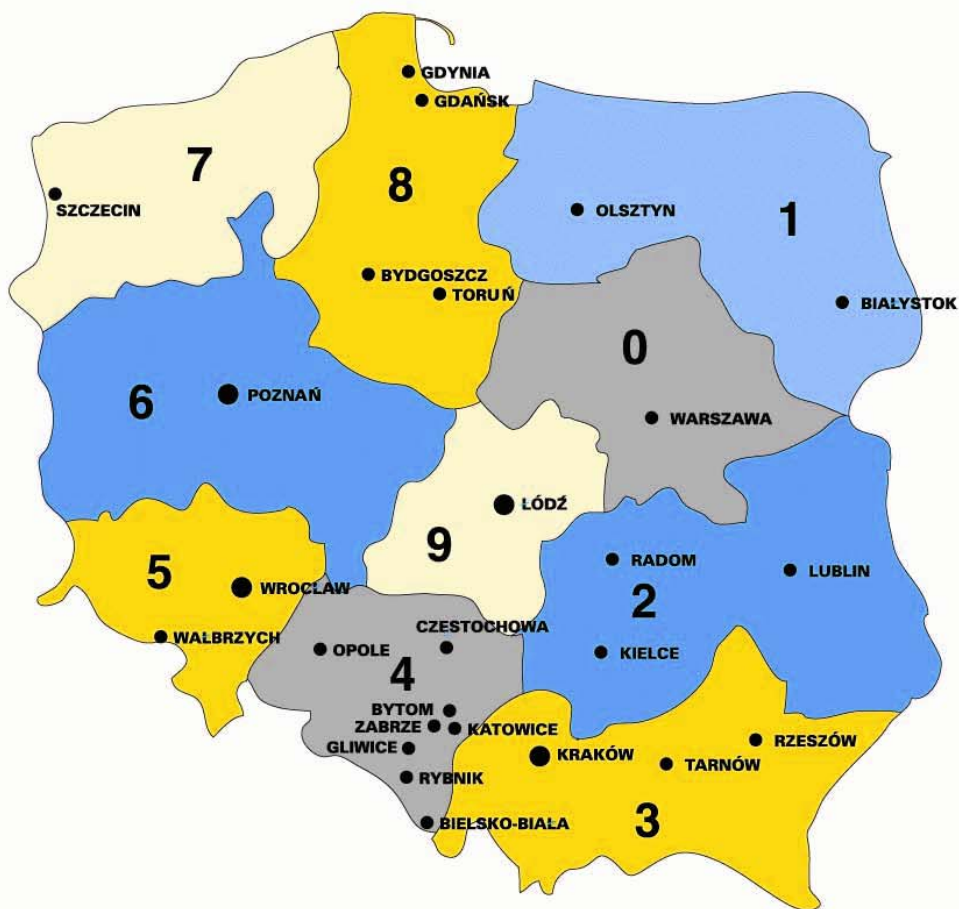 GDYNIA
GDAŃSK
7
8
SZCZECIN
OLSZTYN
1
BYDGOSZCZ
TORUŃ
BIAŁYSTOK
0
6
POZNAŃ
WARSZAWA
ŁÓDŹ
9
5
RADOM
LUBLIN
WROCŁAW
2
CZESTOCHOWA
WAŁBRZYCH
OPOLE
KIELCE
4
BYTOM
ZABRZE
KATOWICE
GLIWICE
KRAKÓW
RZESZÓW
TARNÓW
RYBNIK
3
BIELSKO-BIAŁA